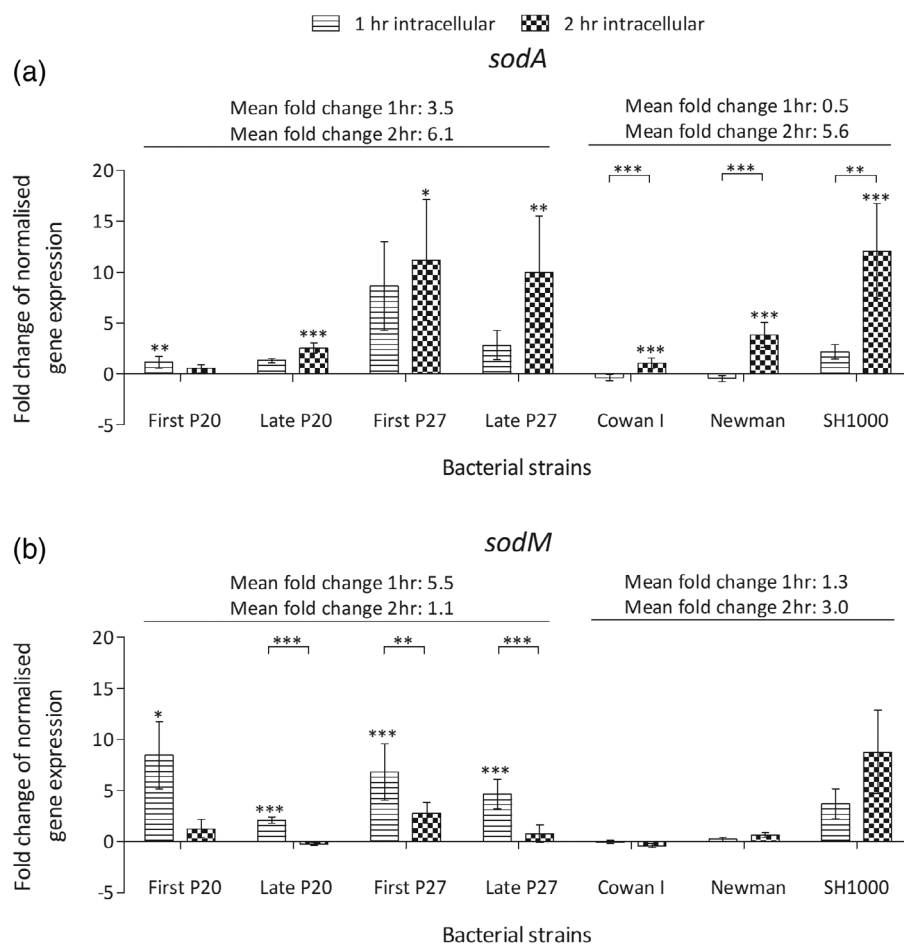 1 hr intracellular 2 hr intracellular
(a)
sodA
Mean fold change 1hr: 3.5
Mean fold change 2hr: 6.1
Mean fold change 1hr: 0.5
Mean fold change 2hr: 5.6
Fold change of normalised
gene expression
20
15
10
5
0
-5
** *** * ** *** *** *** *** ** ***
First P20 Late P20 First P27 Late P27 Cowan I Newman SH1000
Bacterial strains
(b)
sodM
Mean fold change 1hr: 5.5
Mean fold change 2hr: 1.1
Mean fold change 1hr: 1.3
Mean fold change 2hr: 3.0
Fold change of normalised
gene expression
20
15
10
5
0
-5
* *** *** *** ** *** ***
First P20 Late P20 First P27 Late P27 Cowan I Newman SH1000
Bacterial strains